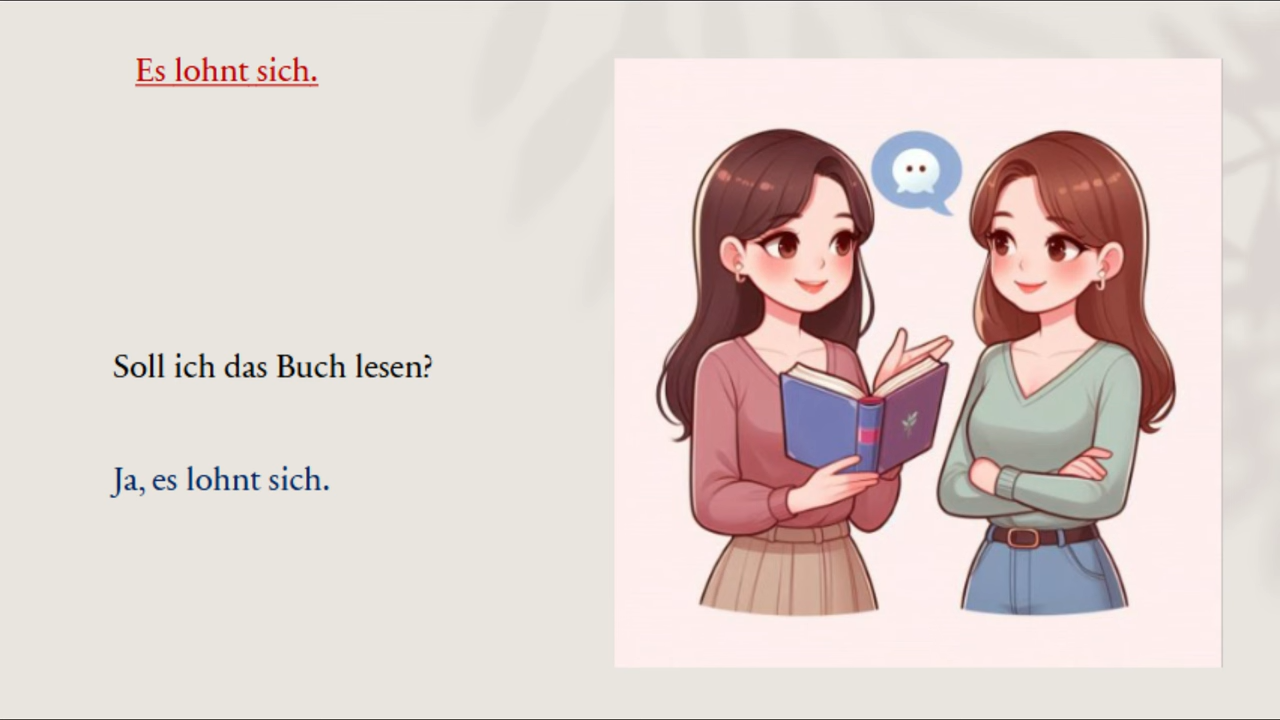 Es lohnt sich.
Soll ich das Buch lesen?
Ja, es lohnt sich.